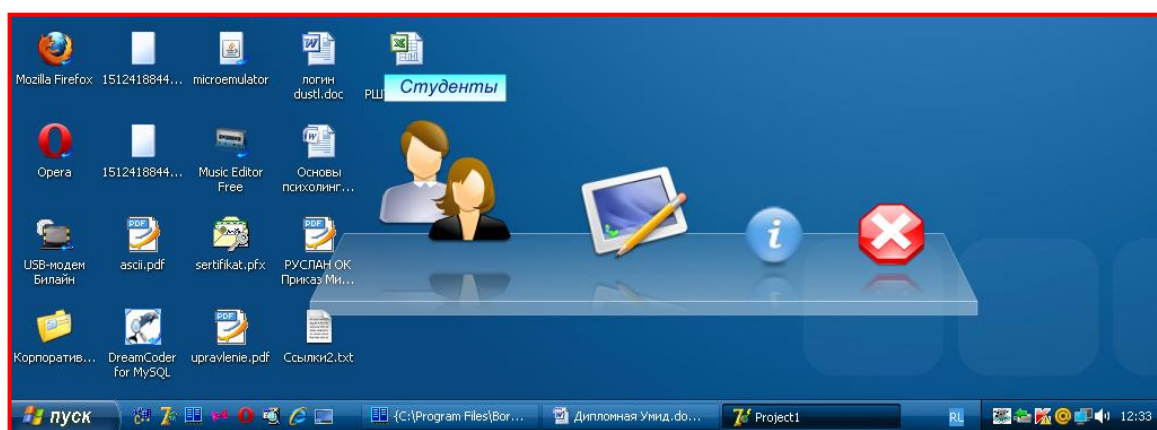 Mozilla Firefox
1512418844...
microemulator
логин
dustl.doc
Студенты
Opera
1512418844...
Music Editor
Free
Основы
психолинг...
USB-модем
Билайн
ascii.pdf
sertifikat.pfx
РУСЛАН ОК
Приказ Ми...
Корпоратив...
DreamCoder
for MySQL
upravlenie.pdf
Ссылки2.txt
пуск
{C:\Program Files\Bor...
Дипломная Умид.do...
Project1
RL
12:33